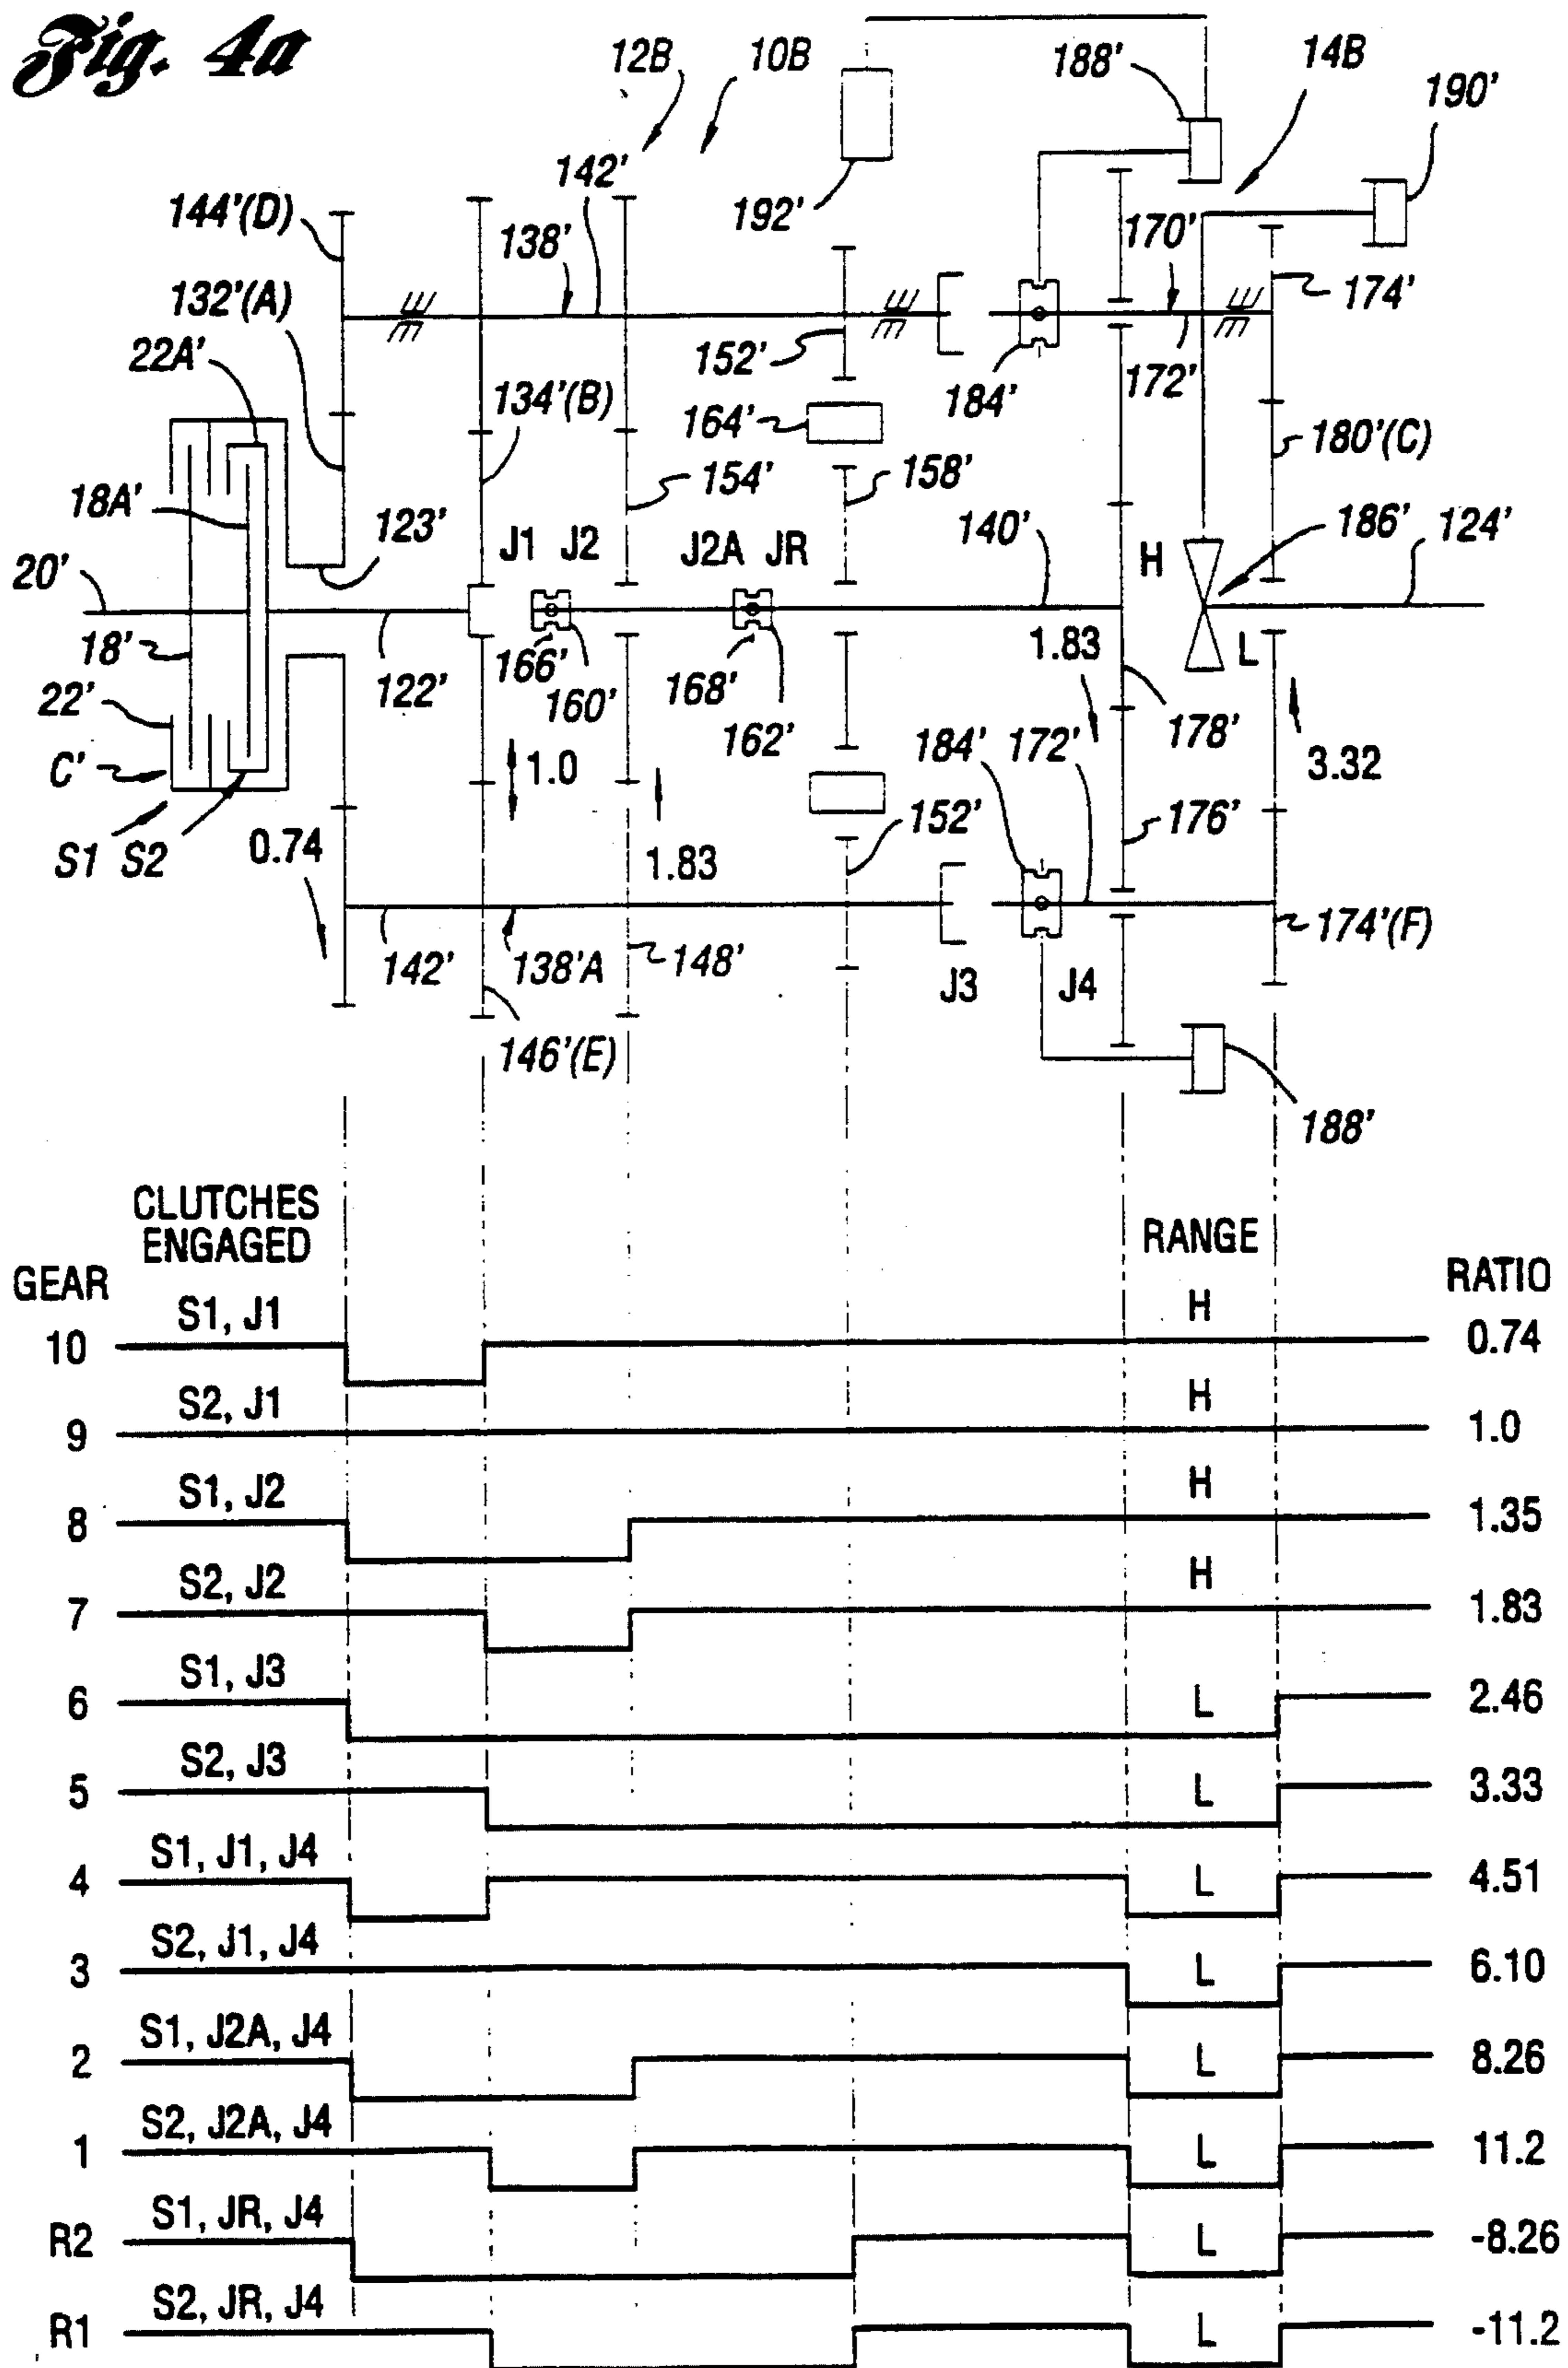 Fig. 4a
12B
10B
188'
14B
190'
142'
144'(D)
138'
192'
170'
132'(A)
174'
22A'
134'(B)
152'
184'
172'
164'
180'(C)
18A'
123'
154'
158'
140'
186'
124'
20'
J1 J2
J2A JR
H
18'
166'
160'
168'
162'
1.83
L
22'
122'
178'
C'
1.0
184'
172'
3.32
S1 S2
0.74
1.83
152'
176'
142'
138'A
148'
J3
J4
174'(F)
146'(E)
188'
CLUTCHES
ENGAGED
RANGE
GEAR
RATIO
10 S1, J1 H 0.74
9 S2, J1 H 1.0
8 S1, J2 H 1.35
7 S2, J2 H 1.83
6 S1, J3 L 2.46
5 S2, J3 L 3.33
4 S1, J1, J4 L 4.51
3 S2, J1, J4 L 6.10
2 S1, J2A, J4 L 8.26
1 S2, J2A, J4 L 11.2
R2 S1, JR, J4 L -8.26
R1 S2, JR, J4 L -11.2